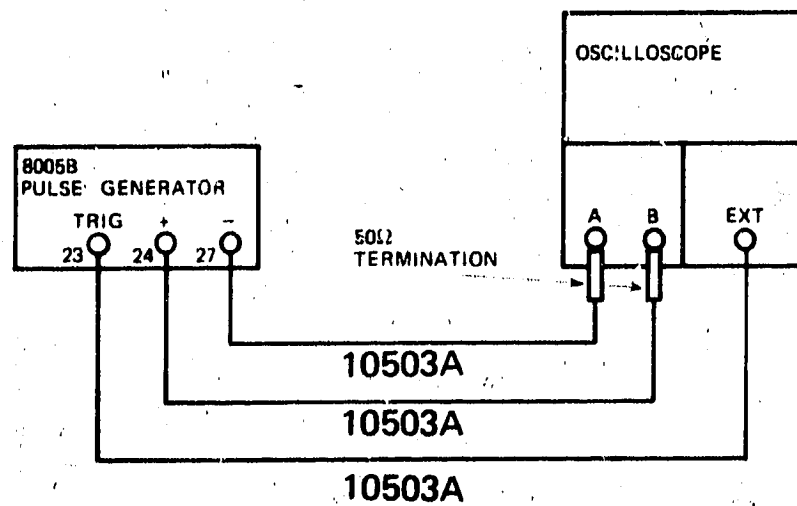 OSCILLOSCOPE
8005B
PULSE GENERATOR
TRIG + −
23 24 27
50Ω
TERMINATION
A B EXT
10503A
10503A
10503A